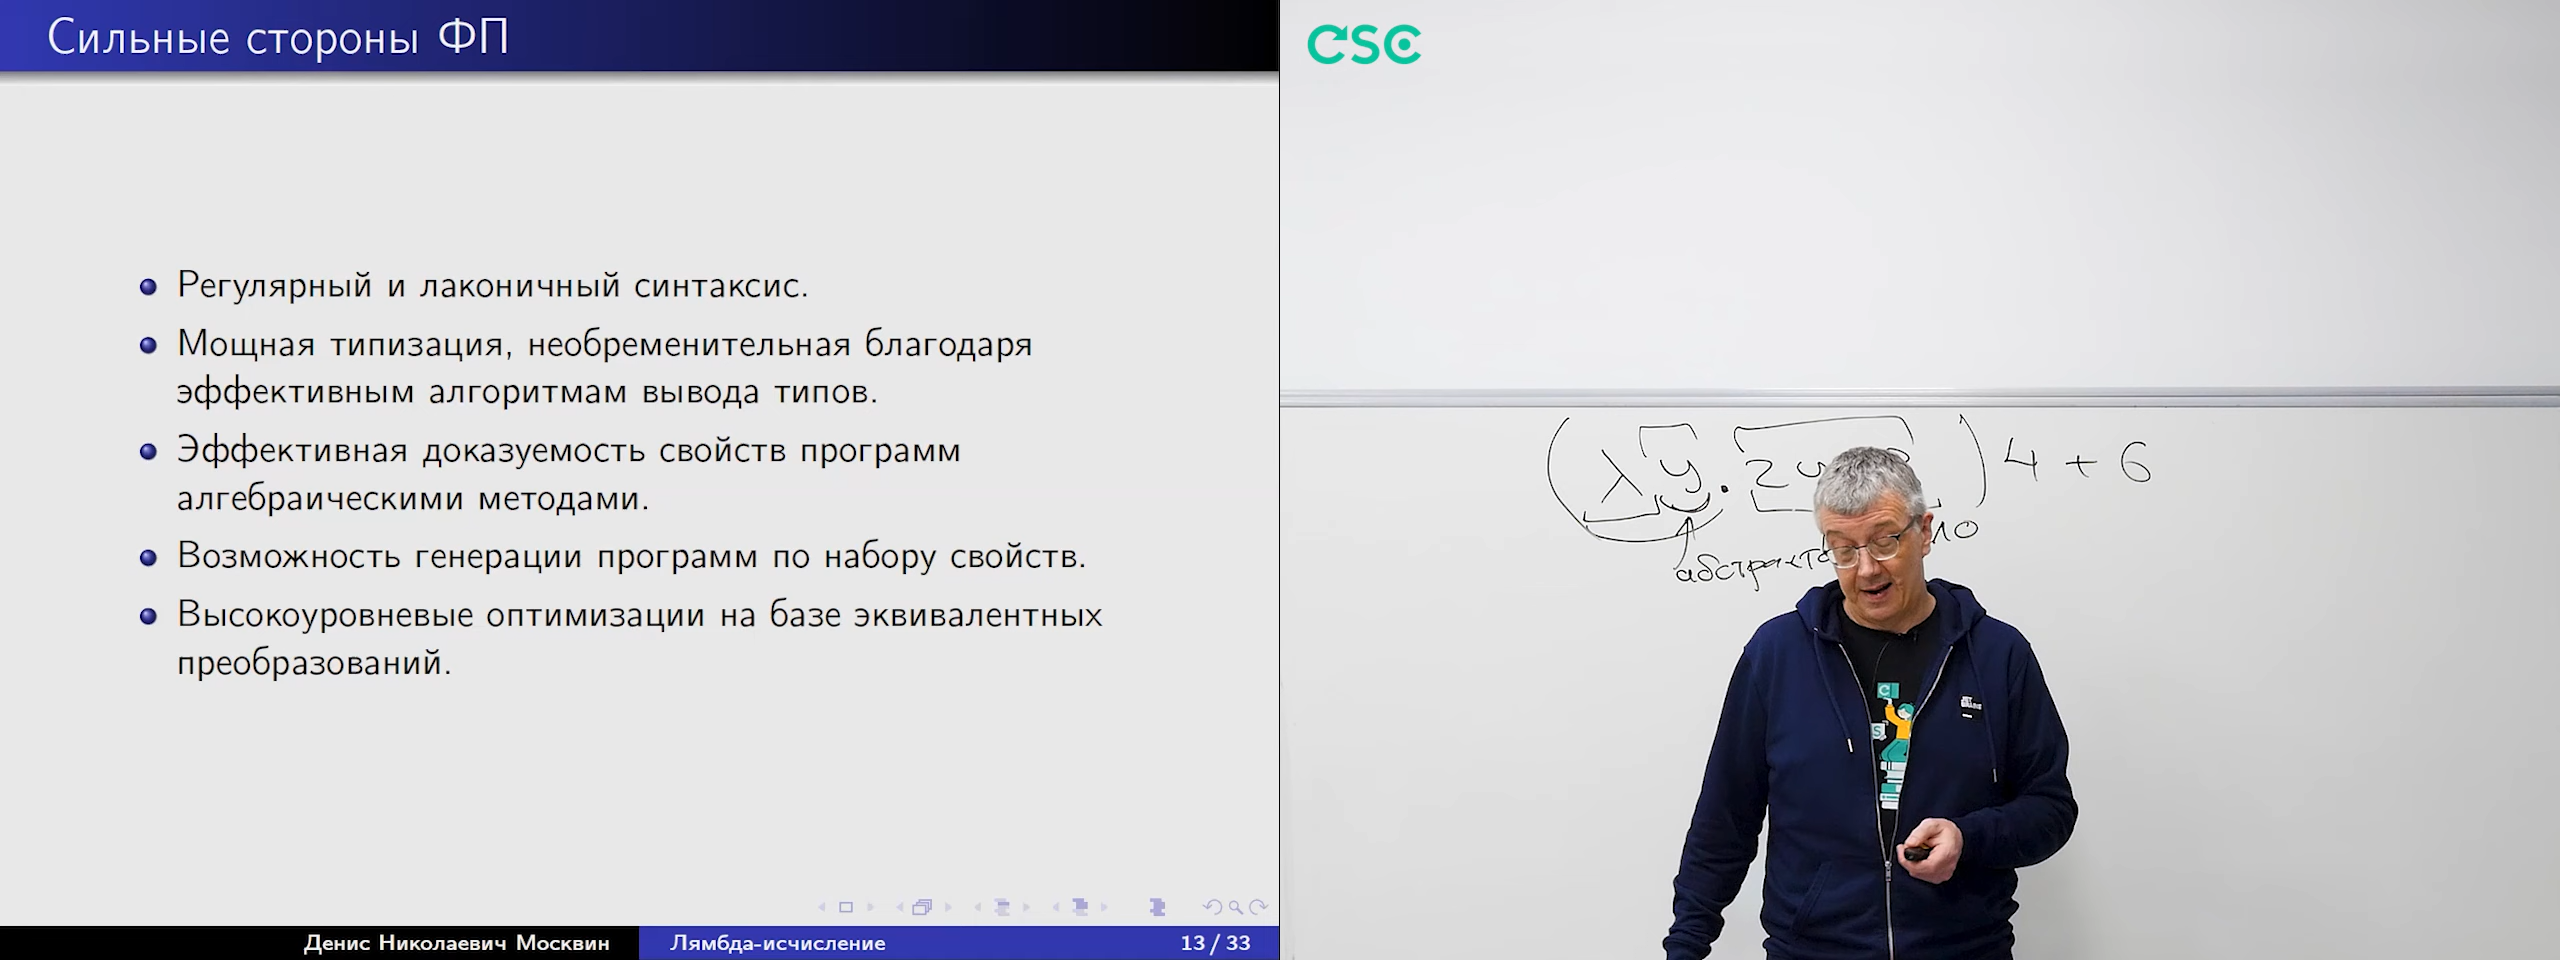 Сильные стороны ФП
Регулярный и лаконичный синтаксис.
Мощная типизация, необременительная благодаря
эффективным алгоритмам вывода типов.
Эффективная доказуемость свойств программ
алгебраическими методами.
Возможность генерации программ по набору свойств.
Высокоуровневые оптимизации на базе эквивалентных
преобразований.
Денис Николаевич Москвин
Лямбда-исчисление
13 / 33
CSC
(λy. 2 ) 4 + 6